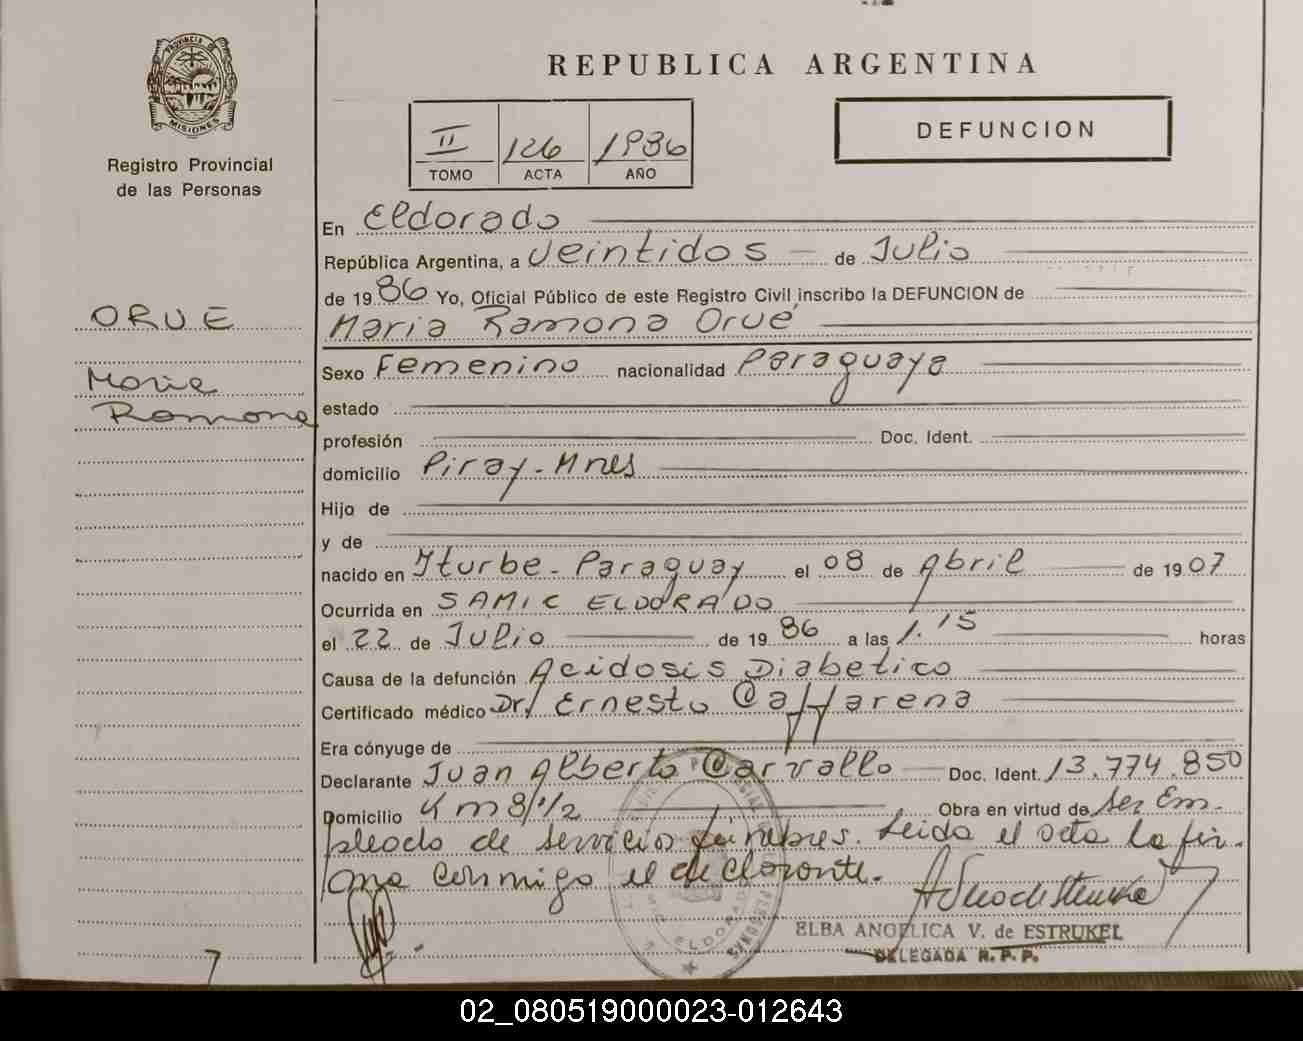 PROVINCIA DE
MISIONES
Registro Provincial
de las Personas
ORUE
Maria
Ramona
REPUBLICA ARGENTINA
II 126 1986
TOMO ACTA AÑO
DEFUNCION
En Eldorado
República Argentina, a Veintidos de Julio
de 1986 Yo, Oficial Público de este Registro Civil, inscribo la DEFUNCION de
Maria Ramona Orué
Sexo Femenino nacionalidad Paraguaya
estado
profesión Doc. Ident.
domicilio Piray-Mnes
Hijo de
y de
nacido en Iturbe-Paraguay el 08 de Abril de 1907
Ocurrida en SAMIC ELDORADO
el 22 de Julio de 1986 a las 1.15 horas
Causa de la defunción Acidosis Diabetico
Certificado médico Dr/ Ernesto Caffarena
Era cónyuge de
Declarante Juan Alberto Carvallo Doc. Ident. 13.774.850
Domicilio Km 8/1/2 Obra en virtud de ser Em-
pleado de servicios fúnebres. Leida el acta la fir-
ma conmigo el declarante.
ELDORADO
ELBA ANGELICA V. de ESTRUKEL
DELEGADA R. P. P.
02_080519000023-012643